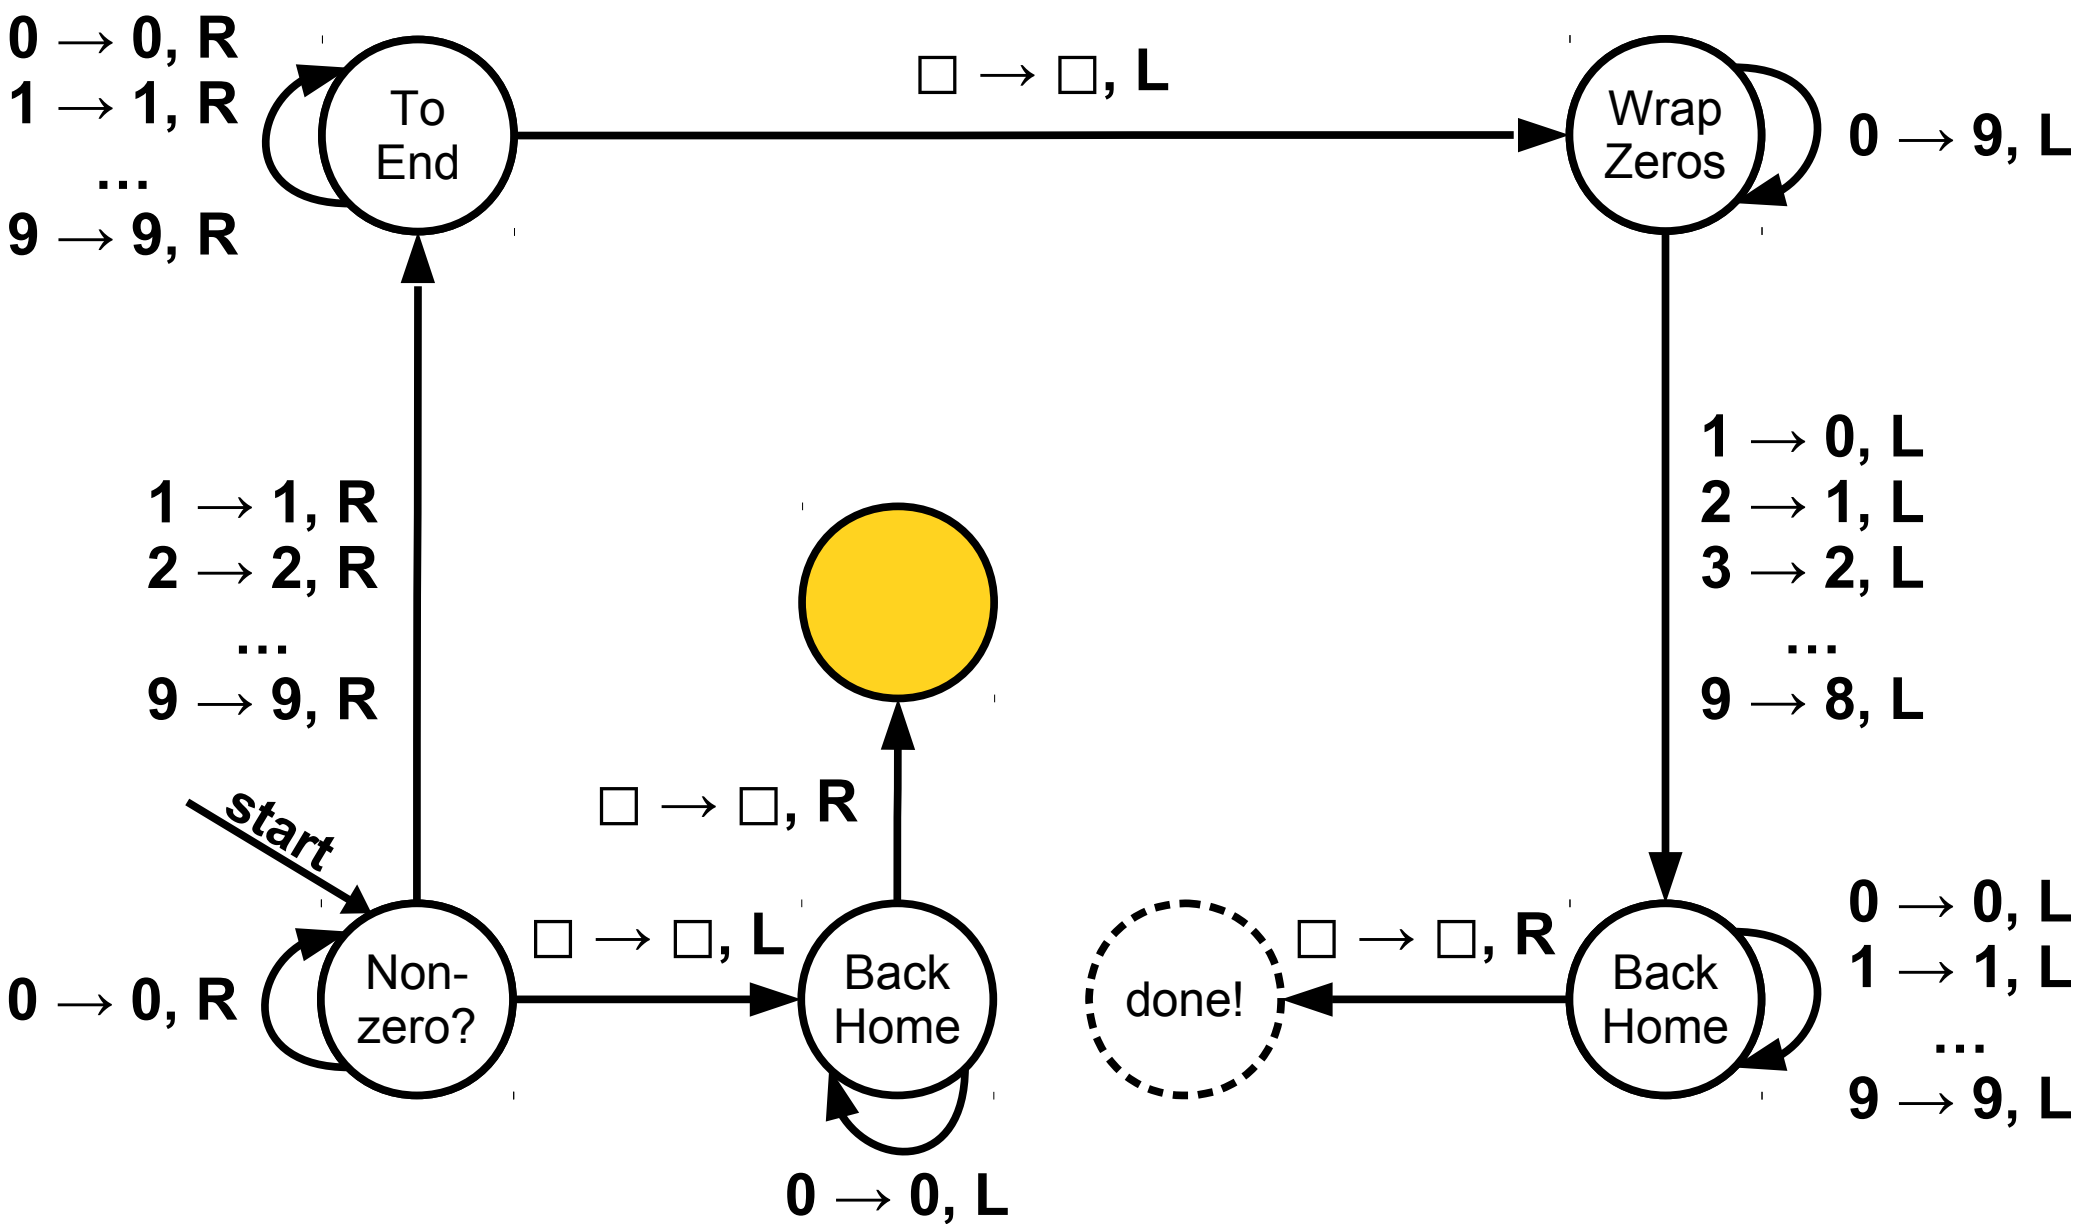 0 → 0, R
1 → 1, R
…
9 → 9, R
To
End
□ → □, L
Wrap
Zeros
0 → 9, L
1 → 1, R
2 → 2, R
…
9 → 9, R
1 → 0, L
2 → 1, L
3 → 2, L
…
9 → 8, L
start
□ → □, R
0 → 0, R
Non-
zero?
□ → □, L
Back
Home
0 → 0, L
done!
□ → □, R
Back
Home
0 → 0, L
1 → 1, L
…
9 → 9, L